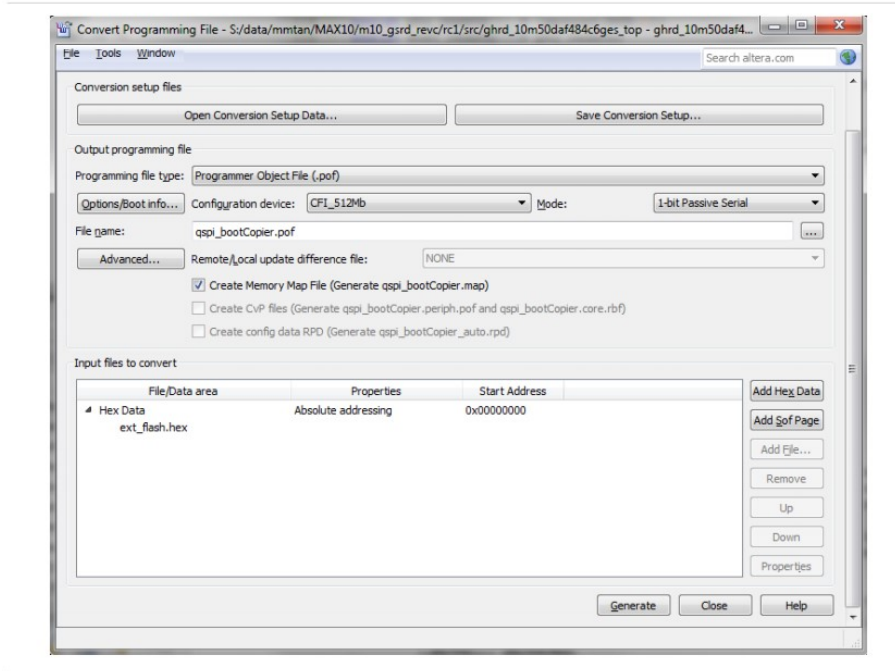 Convert Programming File - S:/data/mmtan/MAX10/m10_gsrd_revc/rc1/src/ghrd_10m50daf484c6ges_top - ghrd_10m50daf4...
File Tools Window
Search altera.com
Conversion setup files
Open Conversion Setup Data... Save Conversion Setup...
Output programming file
Programming file type: Programmer Object File (.pof)
Options/Boot info... Configuration device: CFI_512Mb Mode: 1-bit Passive Serial
File name: qspi_bootCopier.pof ...
Advanced... Remote/Local update difference file: NONE
Create Memory Map File (Generate qspi_bootCopier.map)
Create CvP files (Generate qspi_bootCopier.periph.pof and qspi_bootCopier.core.rbf)
Create config data RPD (Generate qspi_bootCopier_auto.rpd)
Input files to convert
File/Data area Properties Start Address
Hex Data Absolute addressing 0x00000000
ext_flash.hex
Add Hex Data
Add Sof Page
Add File...
Remove
Up
Down
Properties
Generate Close Help